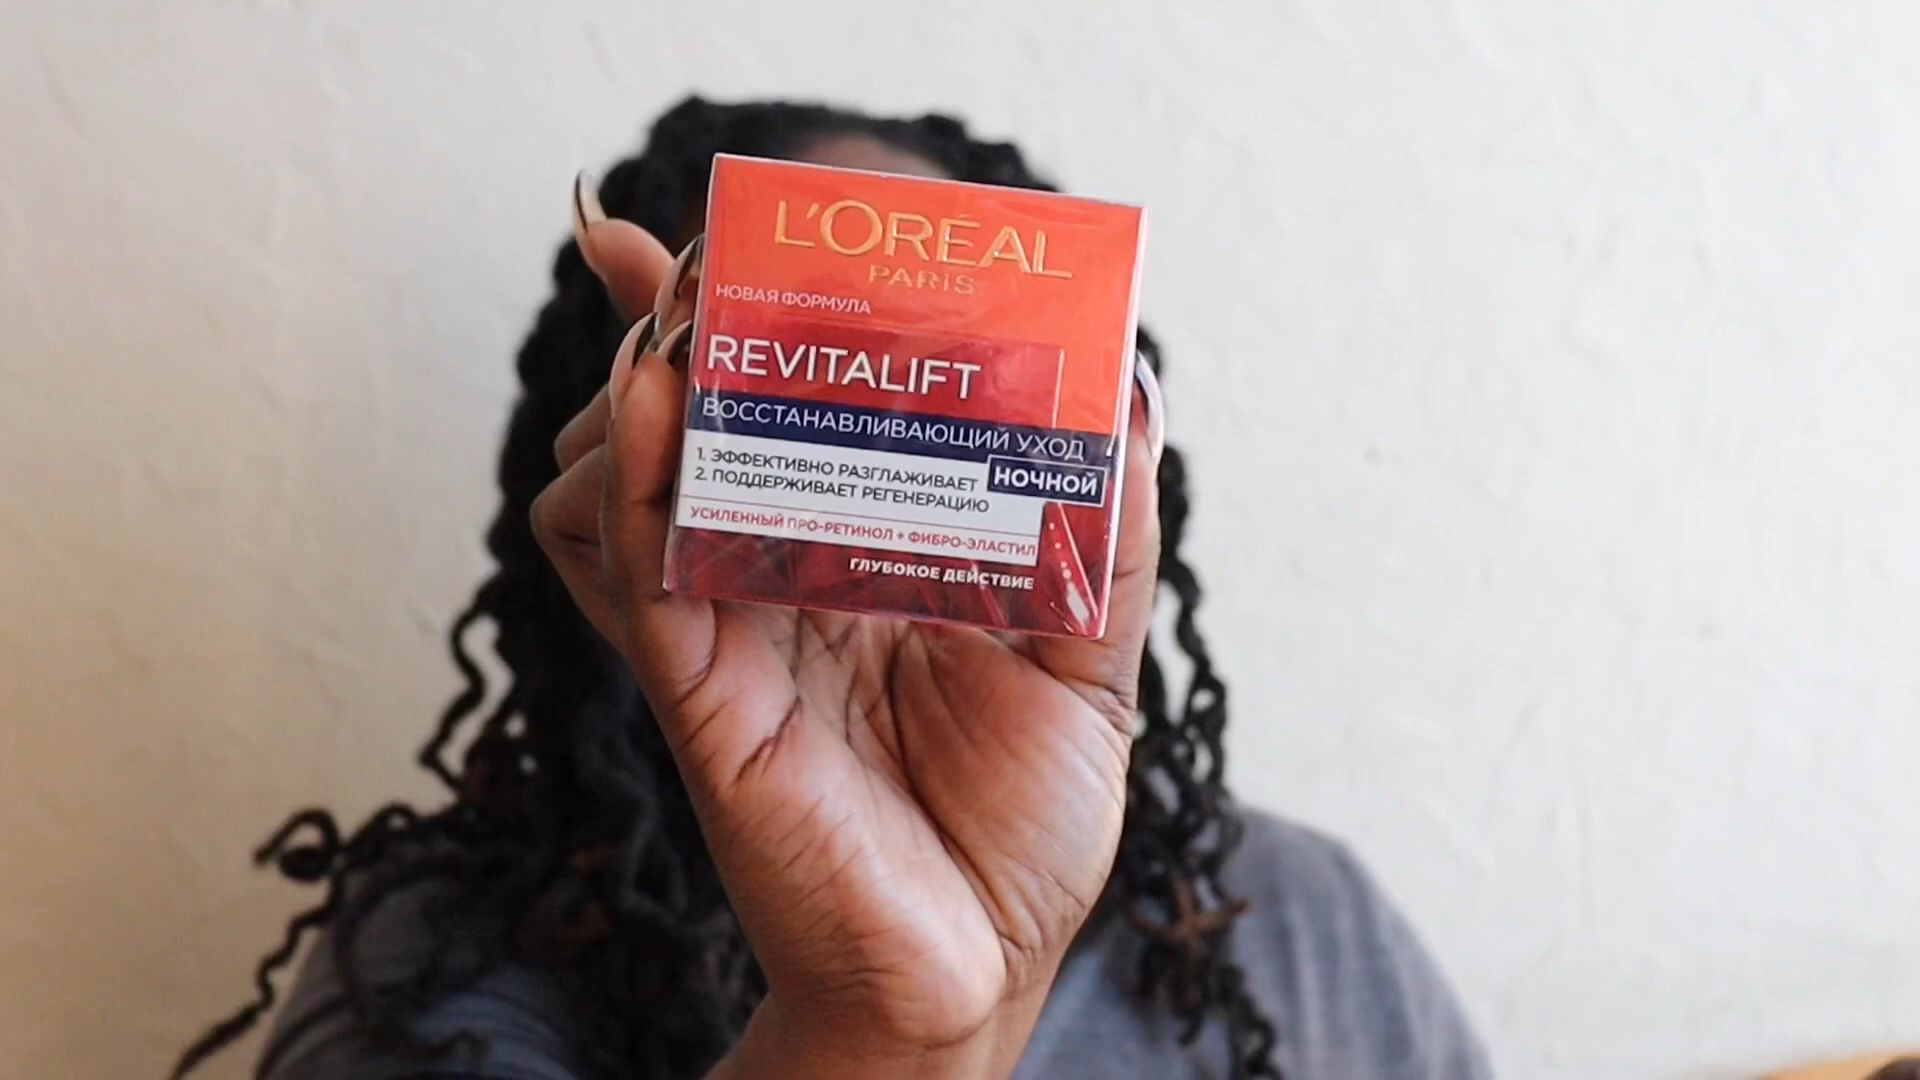 L'ORÉAL
PARIS
НОВАЯ ФОРМУЛА
REVITALIFT
ВОССТАНАВЛИВАЮЩИЙ УХОД
НОЧНОЙ
1. ЭФФЕКТИВНО РАЗГЛАЖИВАЕТ
2. ПОДДЕРЖИВАЕТ РЕГЕНЕРАЦИЮ
УСИЛЕННЫЙ ПРО-РЕТИНОЛ + ФИБРО-ЭЛАСТИЛ
ГЛУБОКОЕ ДЕЙСТВИЕ